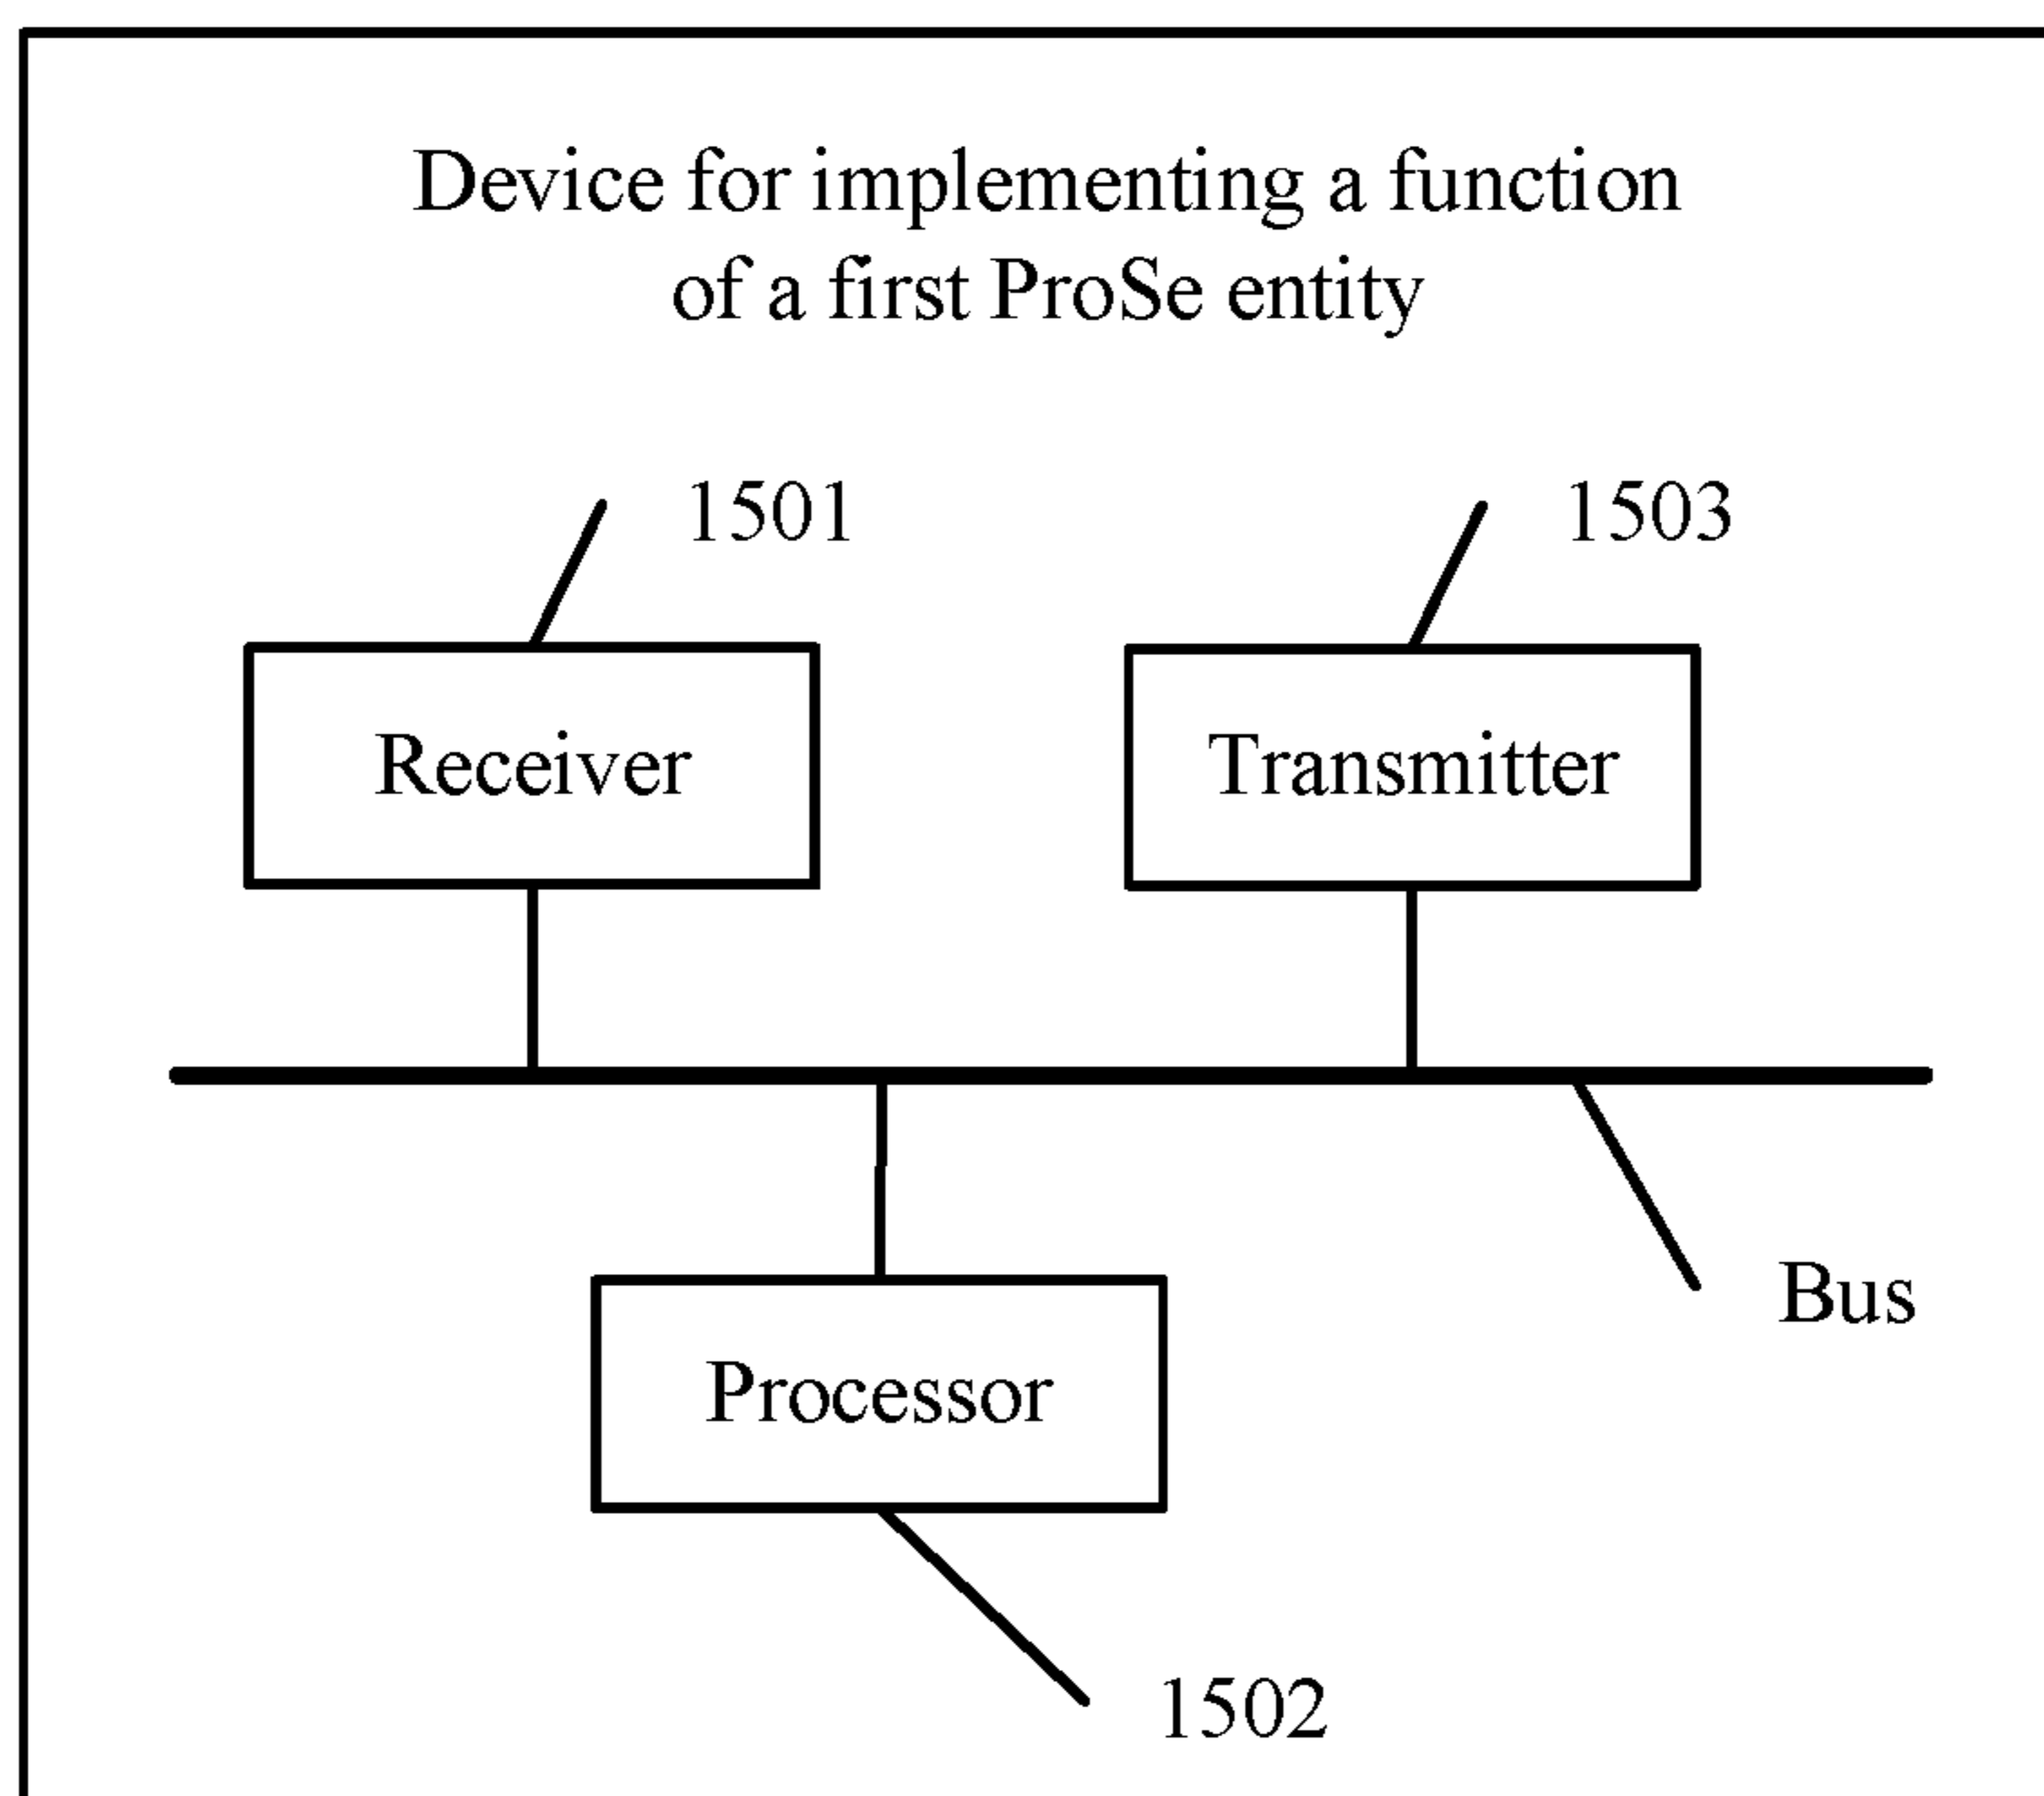 Device for implementing a function
of a first ProSe entity
1501
1503
Receiver
Transmitter
Bus
Processor
1502